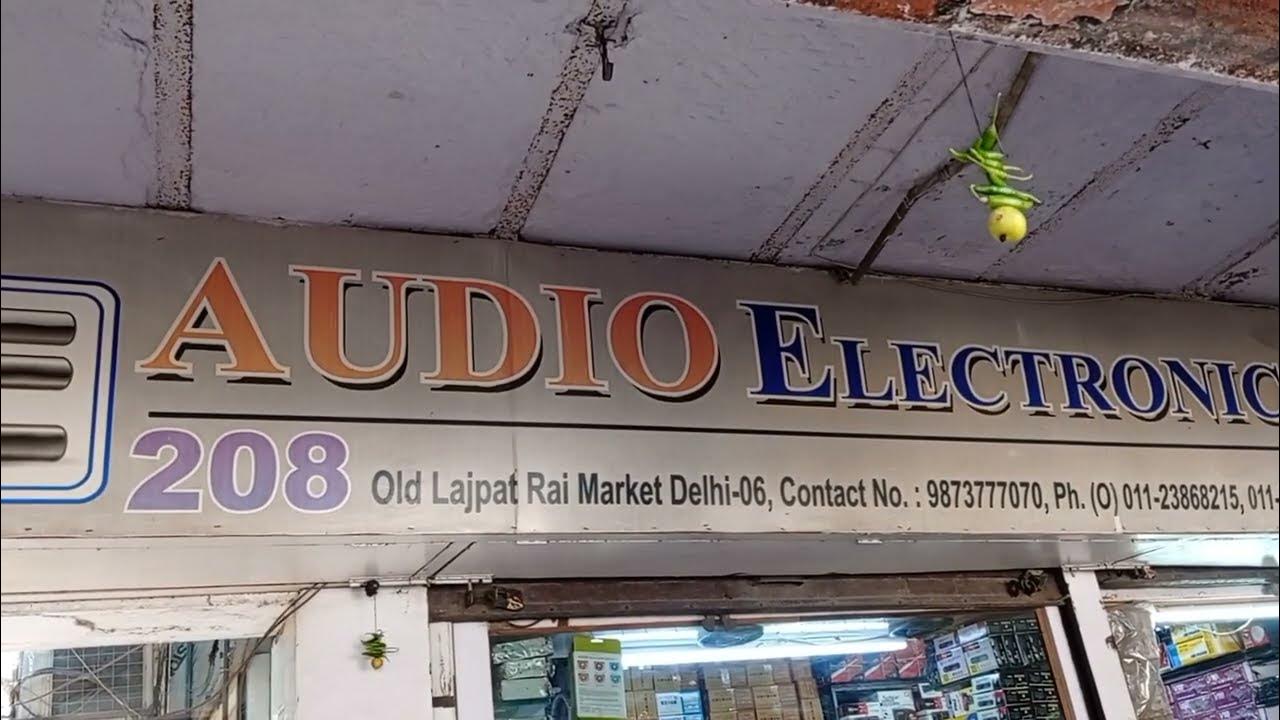 AUDIO ELECTRONIC
208 Old Lajpat Rai Market Delhi-06, Contact No. : 9873777070, Ph. (O) 011-23868215, 011-